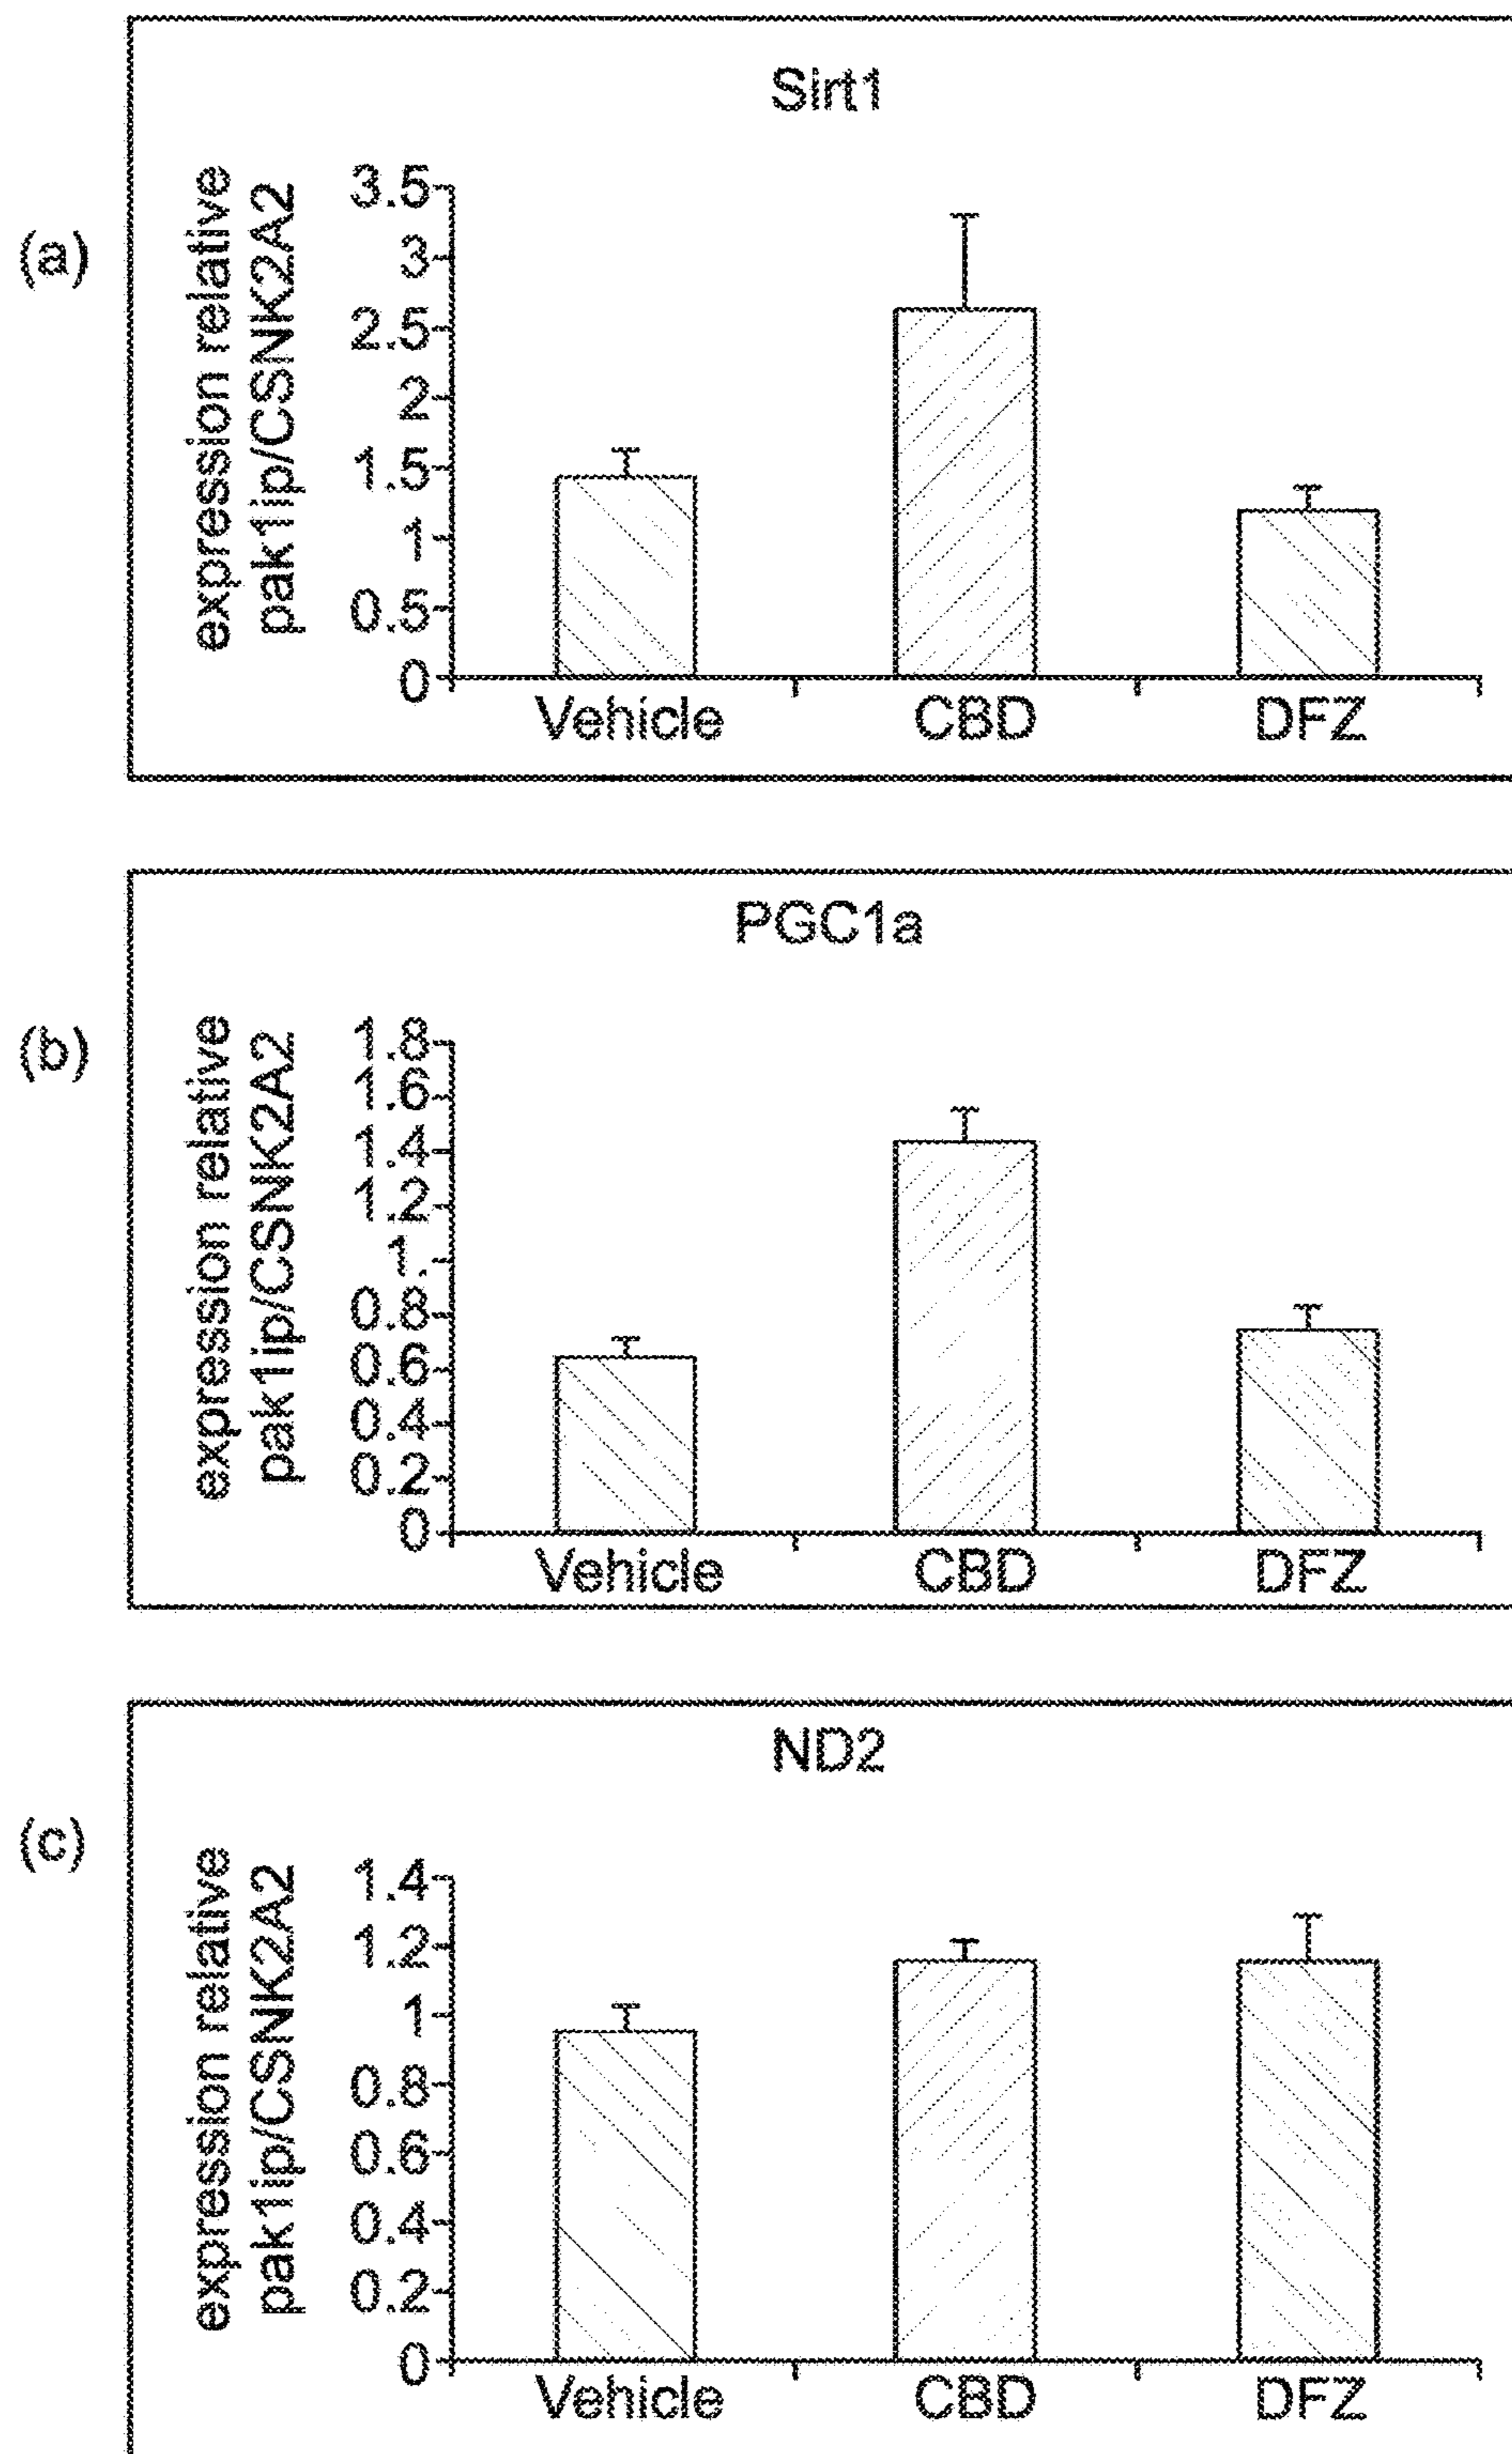 (a)
Sirt1
expression relative
pak1ip/CSNK2A2
3.5
3
2.5
2
1.5
1
0.5
0
Vehicle CBD DFZ
(b)
PGC1a
expression relative
pak1ip/CSNK2A2
1.8
1.6
1.4
1.2
1.
0.8
0.6
0.4
0.2
0
Vehicle CBD DFZ
(c)
ND2
expression relative
pak1ip/CSNK2A2
1.4
1.2
1
0.8
0.6
0.4
0.2
0
Vehicle CBD DFZ